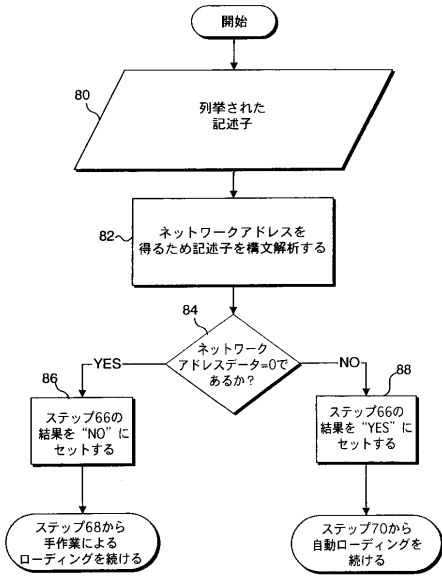 開始
80
列挙された
記述子
82
ネットワークアドレスを
得るため記述子を構文解析する
84
ネットワーク
アドレスデータ=0で
あるか?
YES
NO
86
ステップ66の
結果を“NO”に
セットする
88
ステップ66の
結果を“YES”に
セットする
ステップ68から
手作業による
ローディングを続ける
ステップ70から
自動ローディングを
続ける